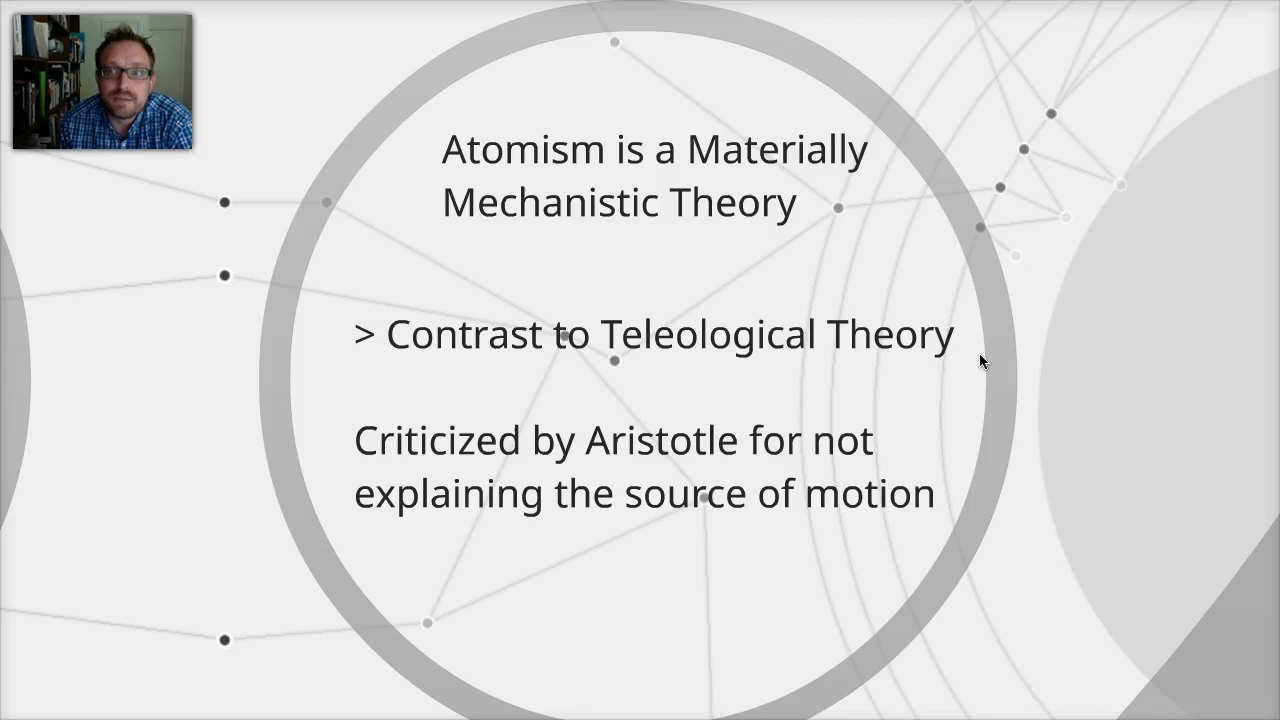 Atomism is a Materially
Mechanistic Theory
> Contrast to Teleological Theory
Criticized by Aristotle for not
explaining the source of motion